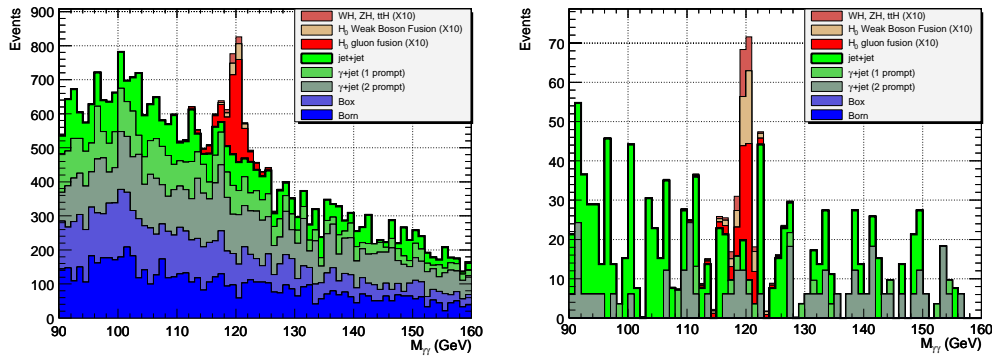 Events
900
800
700
600
500
400
300
200
100
0
90 100 110 120 130 140 150 160
M_γγ (GeV)
WH, ZH, ttH (X10)
H₀ Weak Boson Fusion (X10)
H₀ gluon fusion (X10)
jet+jet
γ+jet (1 prompt)
γ+jet (2 prompt)
Box
Born
Events
70
60
50
40
30
20
10
0
90 100 110 120 130 140 150 160
M_γγ (GeV)
WH, ZH, ttH (X10)
H₀ Weak Boson Fusion (X10)
H₀ gluon fusion (X10)
jet+jet
γ+jet (1 prompt)
γ+jet (2 prompt)
Box
Born